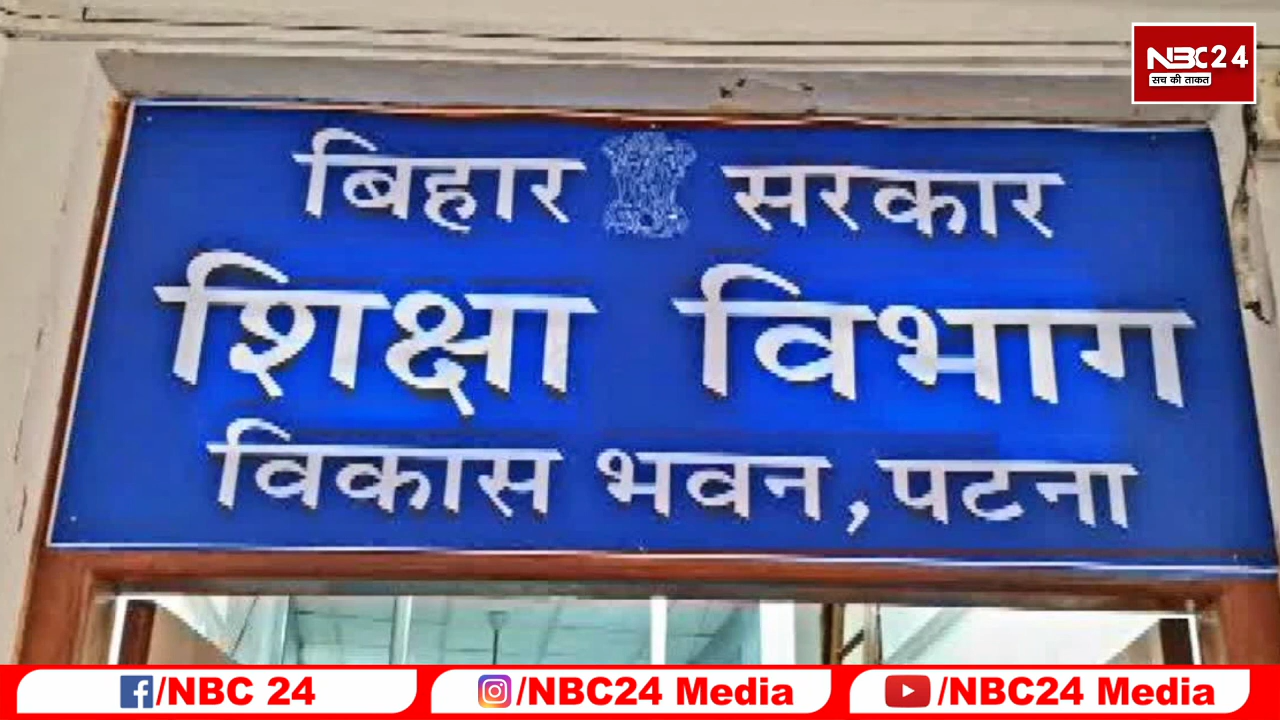 NBC24
सच की ताकत
बिहार सरकार
शिक्षा विभाग
विकास भवन, पटना
/NBC 24 /NBC24 Media /NBC24 Media